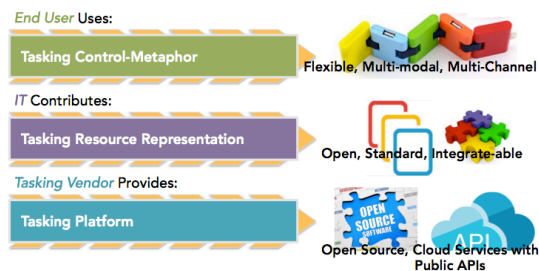 End User Uses:
Tasking Control-Metaphor
Flexible, Multi-modal, Multi-Channel
IT Contributes:
Tasking Resource Representation
Open, Standard, Integrate-able
Tasking Vendor Provides:
Tasking Platform
OPEN
SOURCE
SOFTWARE
API
Open Source, Cloud Services with
Public APIs